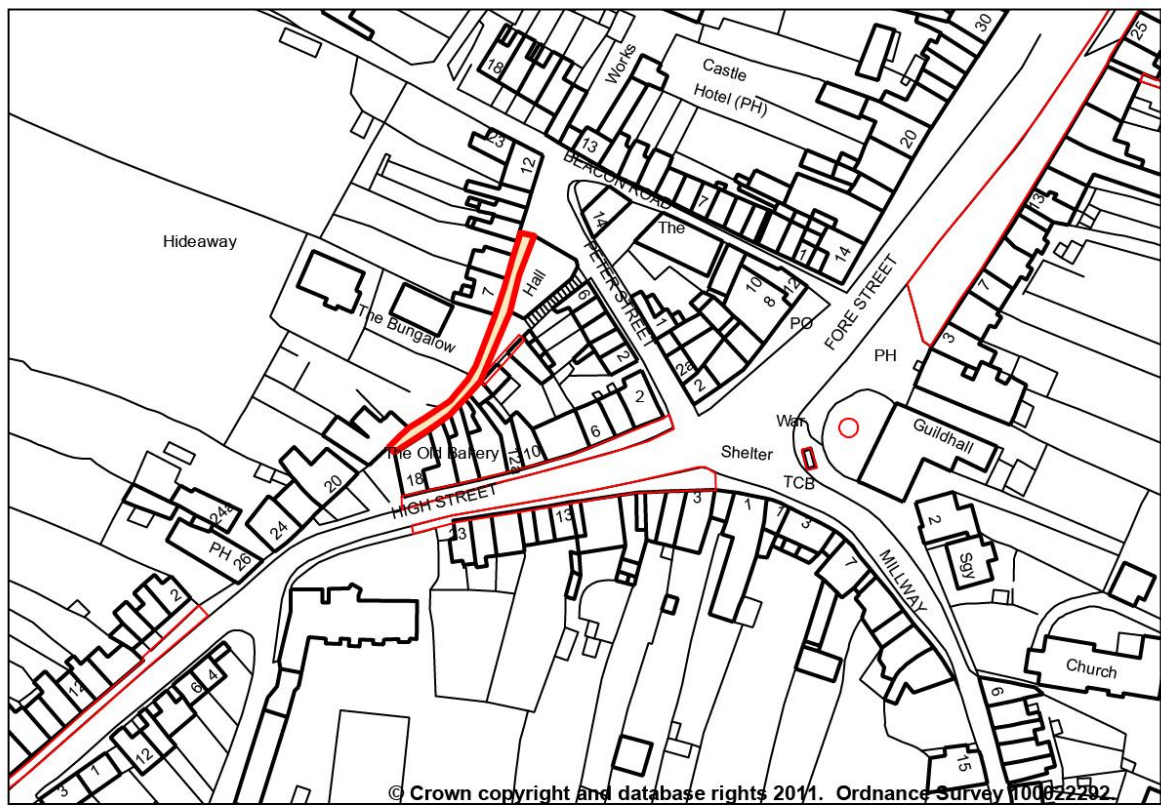 30
25
18
Works
Castle
Hotel (PH)
20
13
23
12
BEACON ROAD
7
14
The
1
14
13
Hideaway
PETER STREET
7
Hall
10
8
12
FORE STREET
7
6
1
PO
The Bungalow
2
2a
2
PH
3
2
War
Guildhall
6
The Old Bakery
12a
10
Shelter
18
20
TCB
HIGH STREET
3
1
1
3
24a
24
23
13
2
PH
26
7
MILLWAY
Sgy
2
Church
6
4
12
6
12
1
3
15
© Crown copyright and database rights 2011. Ordnance Survey 100022292